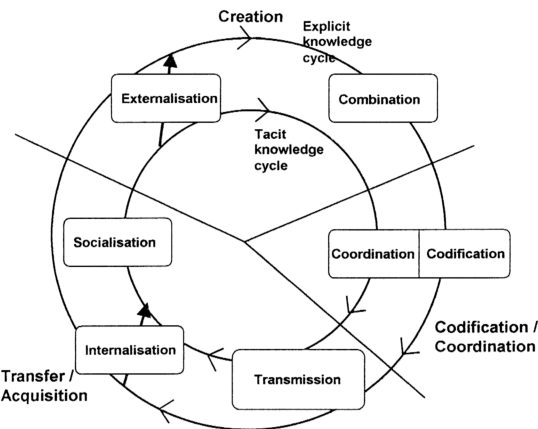 Creation
Explicit
knowledge
cycle
Externalisation
Combination
Tacit
knowledge
cycle
Socialisation
Coordination
Codification
Internalisation
Codification /
Coordination
Transmission
Transfer /
Acquisition